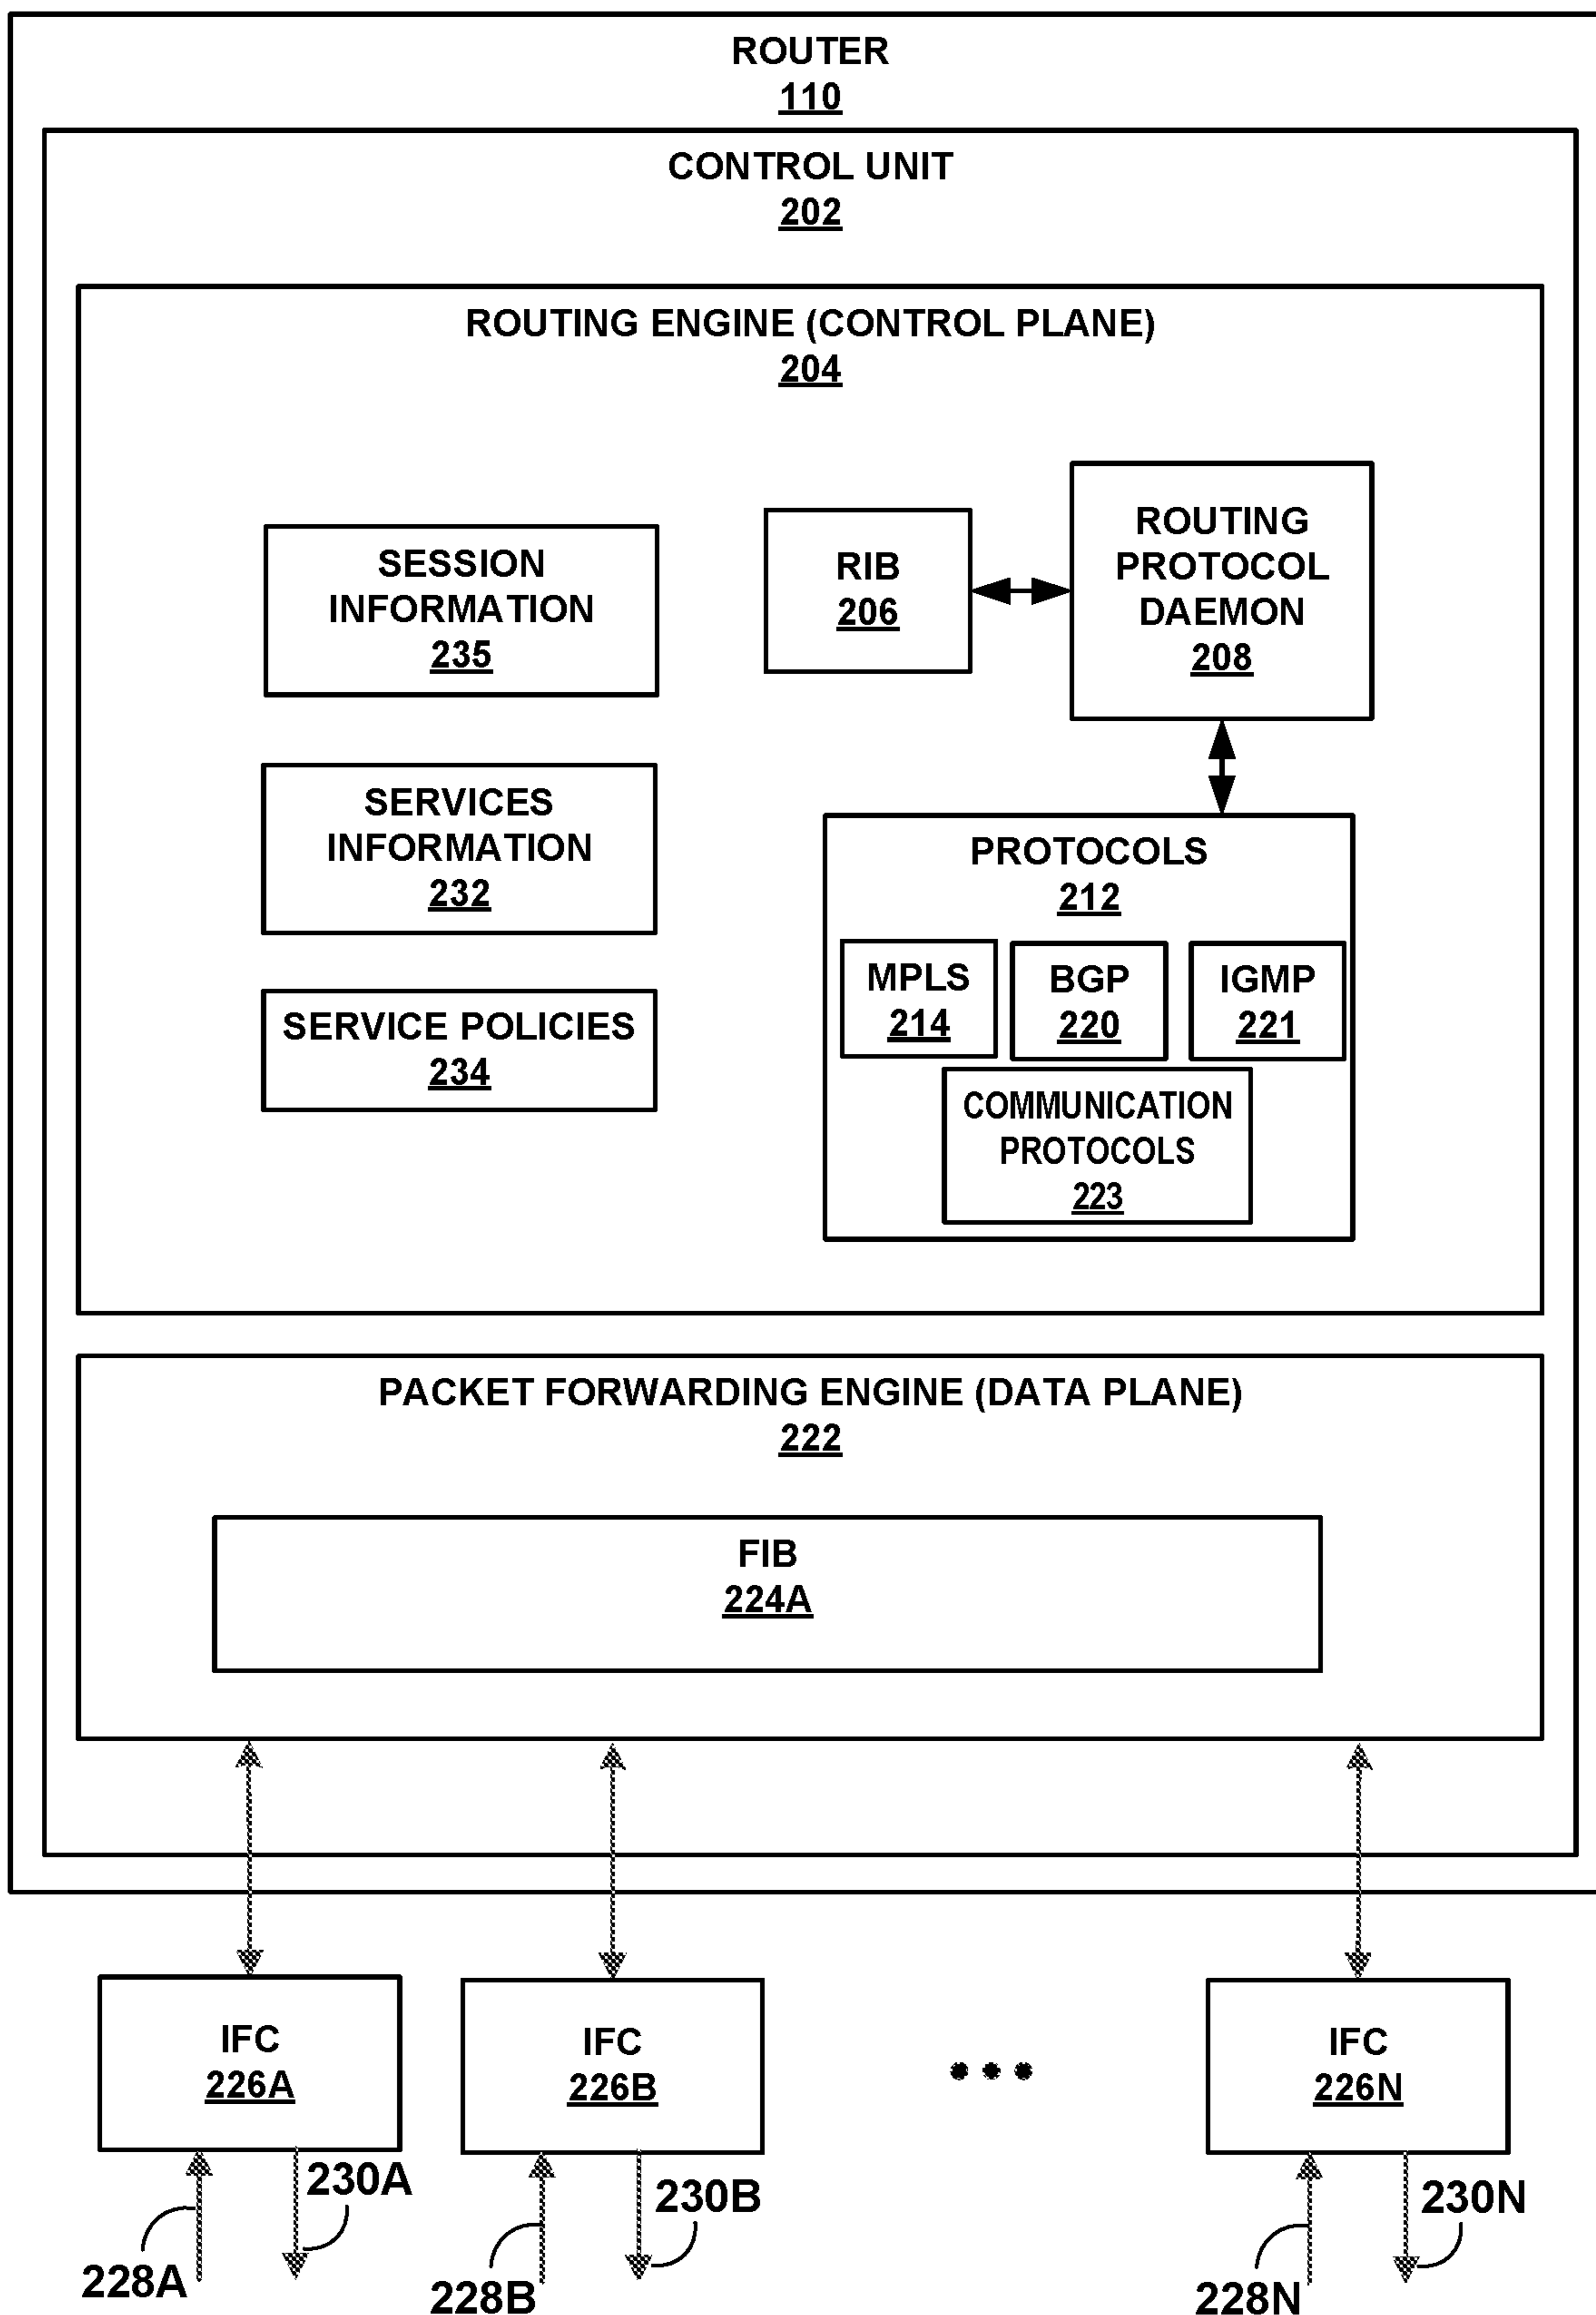 ROUTER
110
CONTROL UNIT
202
ROUTING ENGINE (CONTROL PLANE)
204
SESSION
INFORMATION
235
RIB
206
ROUTING
PROTOCOL
DAEMON
208
SERVICES
INFORMATION
232
SERVICE POLICIES
234
PROTOCOLS
212
MPLS
214
BGP
220
IGMP
221
COMMUNICATION
PROTOCOLS
223
PACKET FORWARDING ENGINE (DATA PLANE)
222
FIB
224A
IFC
226A
IFC
226B
IFC
226N
230A
228A
230B
228B
230N
228N